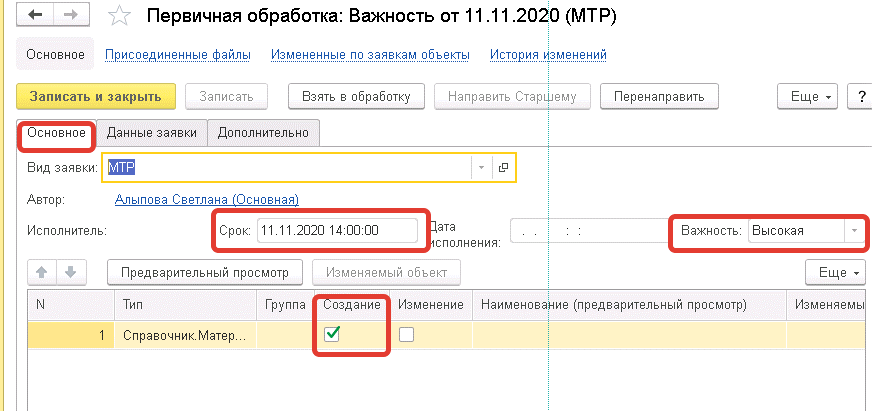 Первичная обработка: Важность от 11.11.2020 (МТР)
Основное Присоединенные файлы Измененные по заявкам объекты История изменений
Записать и закрыть Записать Взять в обработку Направить Старшему Перенаправить Еще ?
Основное Данные заявки Дополнительно
Вид заявки: МТР
Автор: Алыпова Светлана (Основная)
Исполнитель: Срок: 11.11.2020 14:00:00 Дата исполнения: . . : : Важность: Высокая
Предварительный просмотр Изменяемый объект Еще
N Тип Группа Создание Изменение Наименование (предварительный просмотр) Изменяемы
1 Справочник.Матер...